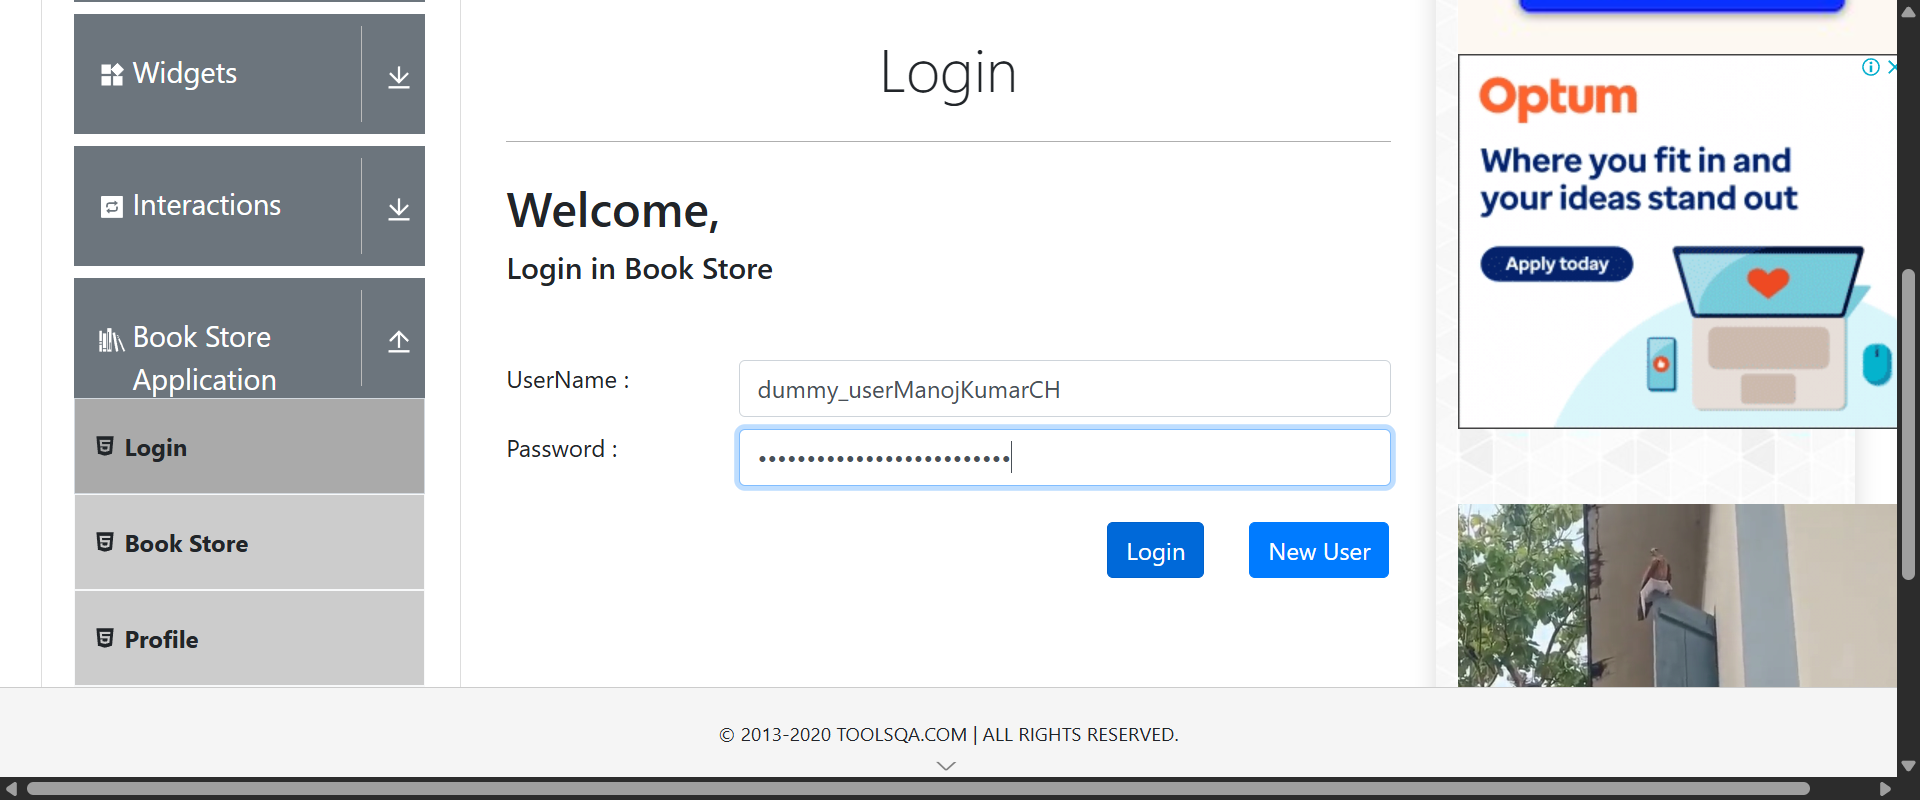 Widgets
Interactions
Book Store
Application
Login
Book Store
Profile
Login
Welcome,
Login in Book Store
UserName :
dummy_userManojKumarCH
Password :
••••••••••••••••••••••••••
Login
New User
Optum
Where you fit in and
your ideas stand out
Apply today
© 2013-2020 TOOLSQA.COM | ALL RIGHTS RESERVED.